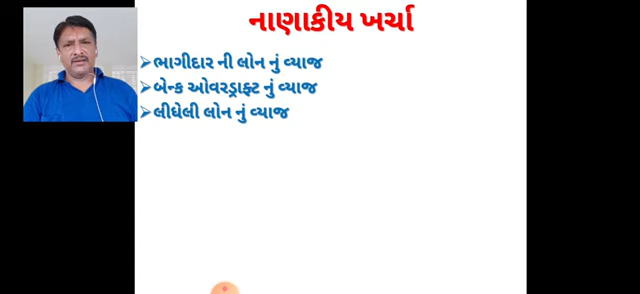 નાણાકીય ખર્ચા
ભાગીદાર ની લોન નું વ્યાજ
બેન્ક ઓવરડ્રાફ્ટ નું વ્યાજ
લીધેલી લોન નું વ્યાજ